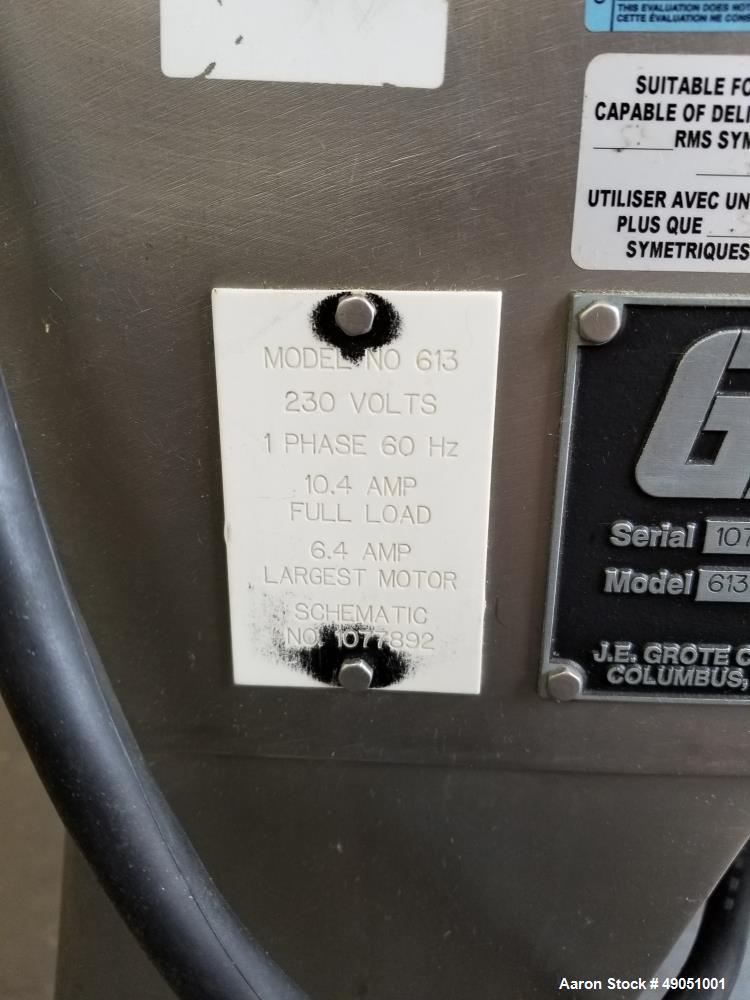 THIS EVALUATION DOES NOT
CETTE ÉVALUATION NE CONS
SUITABLE FO
CAPABLE OF DELI
RMS SYM
UTILISER AVEC UN
PLUS QUE
SYMETRIQUES
MODEL NO 613
230 VOLTS
1 PHASE 60 Hz
10.4 AMP
FULL LOAD
6.4 AMP
LARGEST MOTOR
SCHEMATIC
NO. 1077892
G
Serial 107
Model 613
J.E. GROTE C
COLUMBUS,
Aaron Stock # 49051001